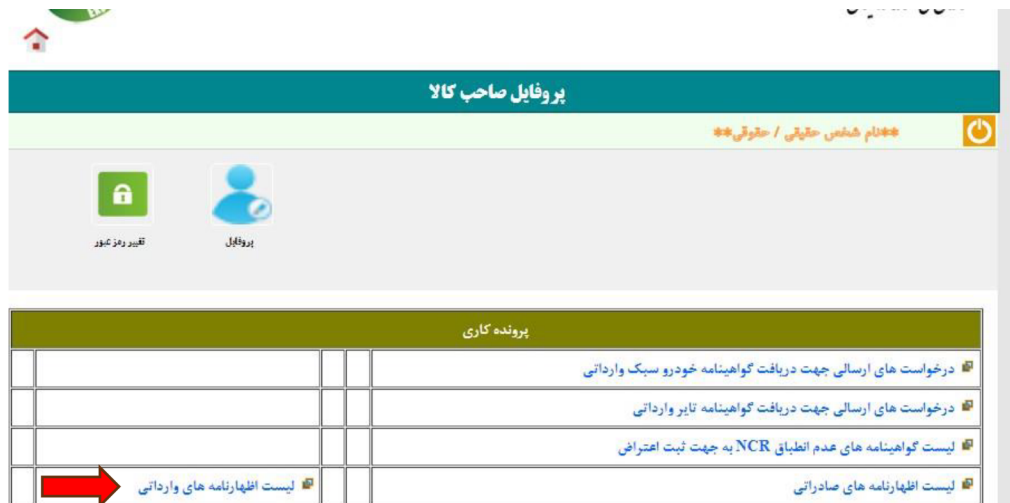 پروفایل صاحب کالا
**نام شخص حقیقی / حقوقی**
پروفایل
تغییر رمز عبور
پرونده کاری
درخواست های ارسالی جهت دریافت گواهینامه خودرو سبک وارداتی
درخواست های ارسالی جهت دریافت گواهینامه تایر وارداتی
لیست گواهینامه های عدم انطباق NCR به جهت ثبت اعتراض
لیست اظهارنامه های صادراتی
لیست اظهارنامه های وارداتی